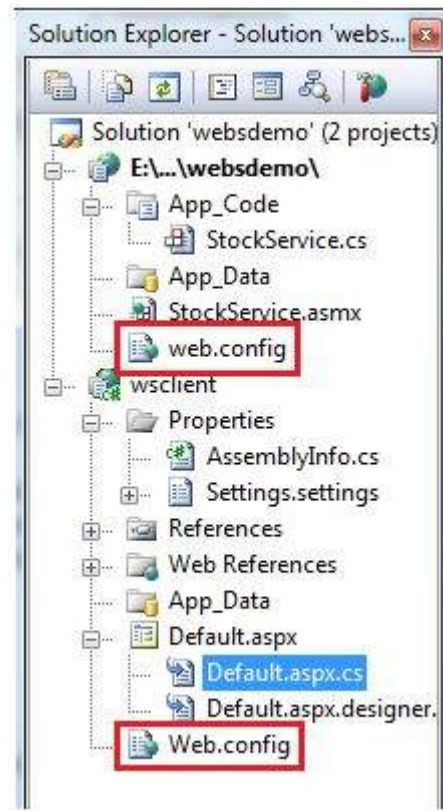 Solution Explorer - Solution 'webs...
Solution 'websdemo' (2 projects)
E:\...\websdemo\
App_Code
StockService.cs
App_Data
StockService.asmx
web.config
wsclient
Properties
AssemblyInfo.cs
Settings.settings
References
Web References
App_Data
Default.aspx
Default.aspx.cs
Default.aspx.designer.
Web.config